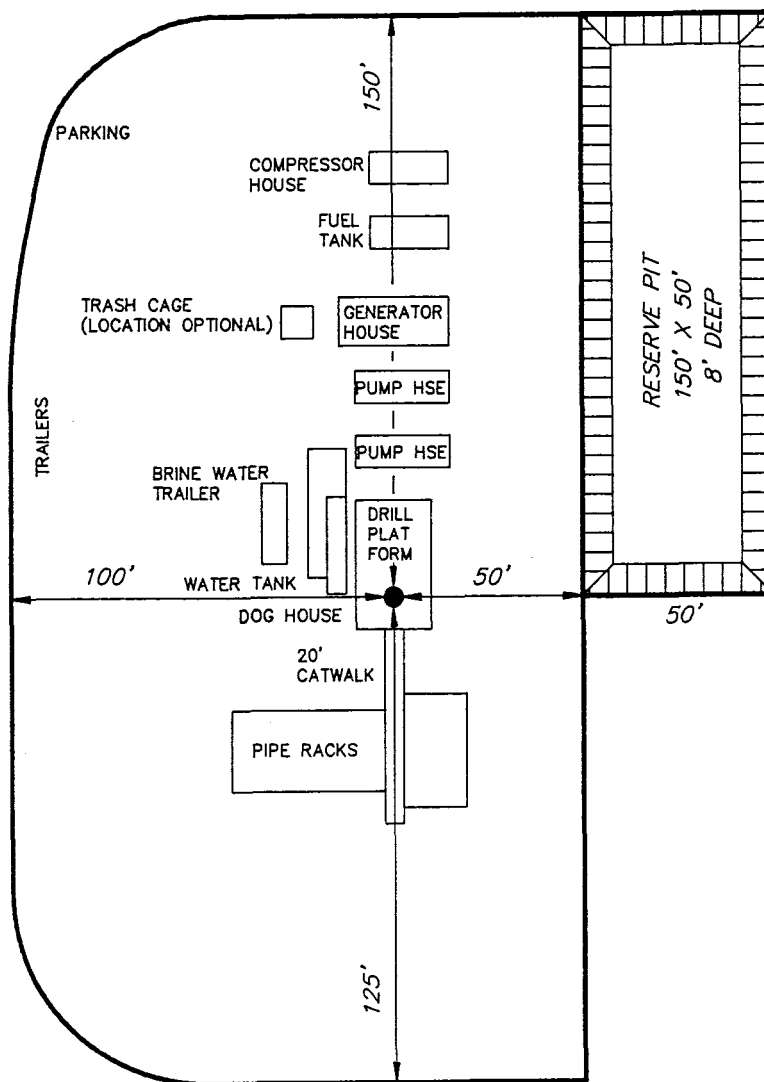 150'
PARKING
COMPRESSOR
HOUSE
FUEL
TANK
TRASH CAGE
(LOCATION OPTIONAL)
GENERATOR
HOUSE
RESERVE PIT
150' X 50'
8' DEEP
PUMP HSE
TRAILERS
PUMP HSE
BRINE WATER
TRAILER
DRILL
PLAT
FORM
WATER TANK
100'
50'
DOG HOUSE
50'
20'
CATWALK
PIPE RACKS
125'